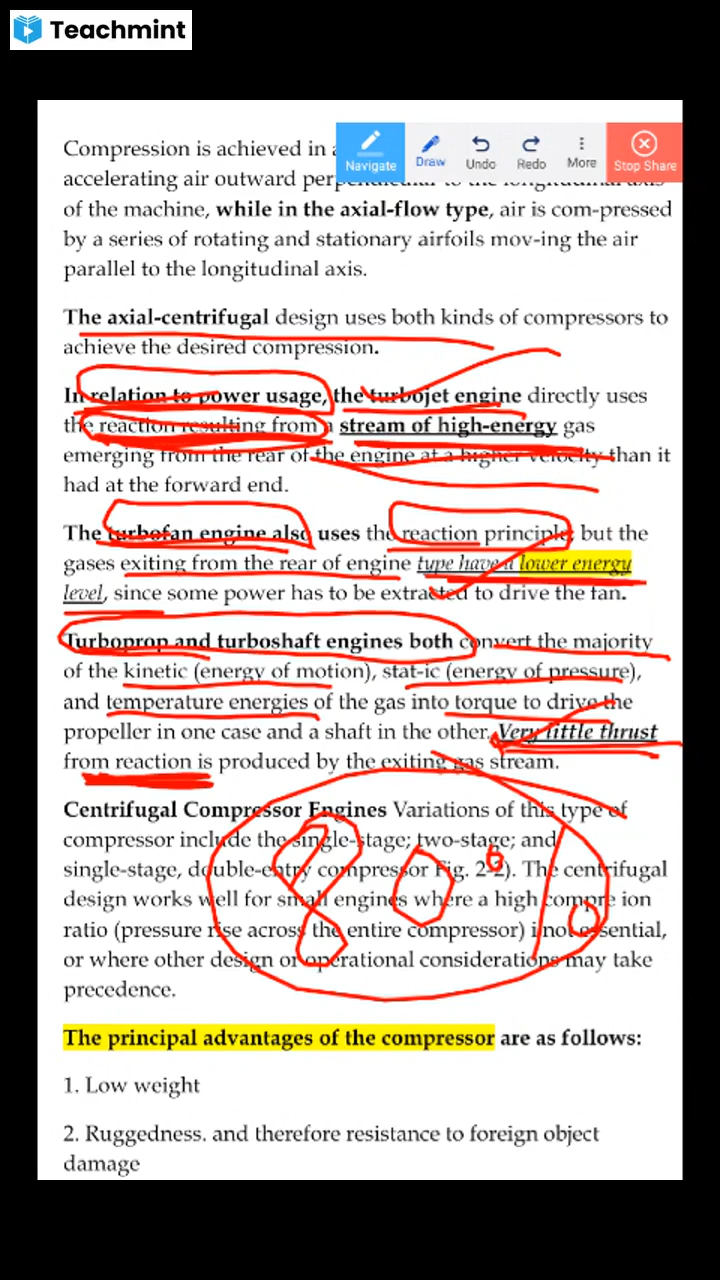 Teachmint
Compression is achieved in a
Navigate
Draw
Undo
Redo
More
Stop Share
accelerating air outward perpendicular to the longitudinal axis
of the machine, while in the axial-flow type, air is com-pressed
by a series of rotating and stationary airfoils mov-ing the air
parallel to the longitudinal axis.
The axial-centrifugal design uses both kinds of compressors to
achieve the desired compression.
In relation to power usage, the turbojet engine directly uses
the reaction resulting from a stream of high-energy gas
emerging from the rear of the engine at a higher velocity than it
had at the forward end.
The turbofan engine also uses the reaction principle, but the
gases exiting from the rear of engine type have a lower energy
level, since some power has to be extracted to drive the fan.
Turboprop and turboshaft engines both convert the majority
of the kinetic (energy of motion), stat-ic (energy of pressure),
and temperature energies of the gas into torque to drive the
propeller in one case and a shaft in the other. Very little thrust
from reaction is produced by the exiting gas stream.
Centrifugal Compressor Engines Variations of this type of
compressor include the single-stage; two-stage; and
single-stage, double-entry compressor Fig. 2-2). The centrifugal
design works well for small engines where a high compre ion
ratio (pressure rise across the entire compressor) i not essential,
or where other design or operational considerations may take
precedence.
80%
The principal advantages of the compressor are as follows:
1. Low weight
2. Ruggedness. and therefore resistance to foreign object
damage